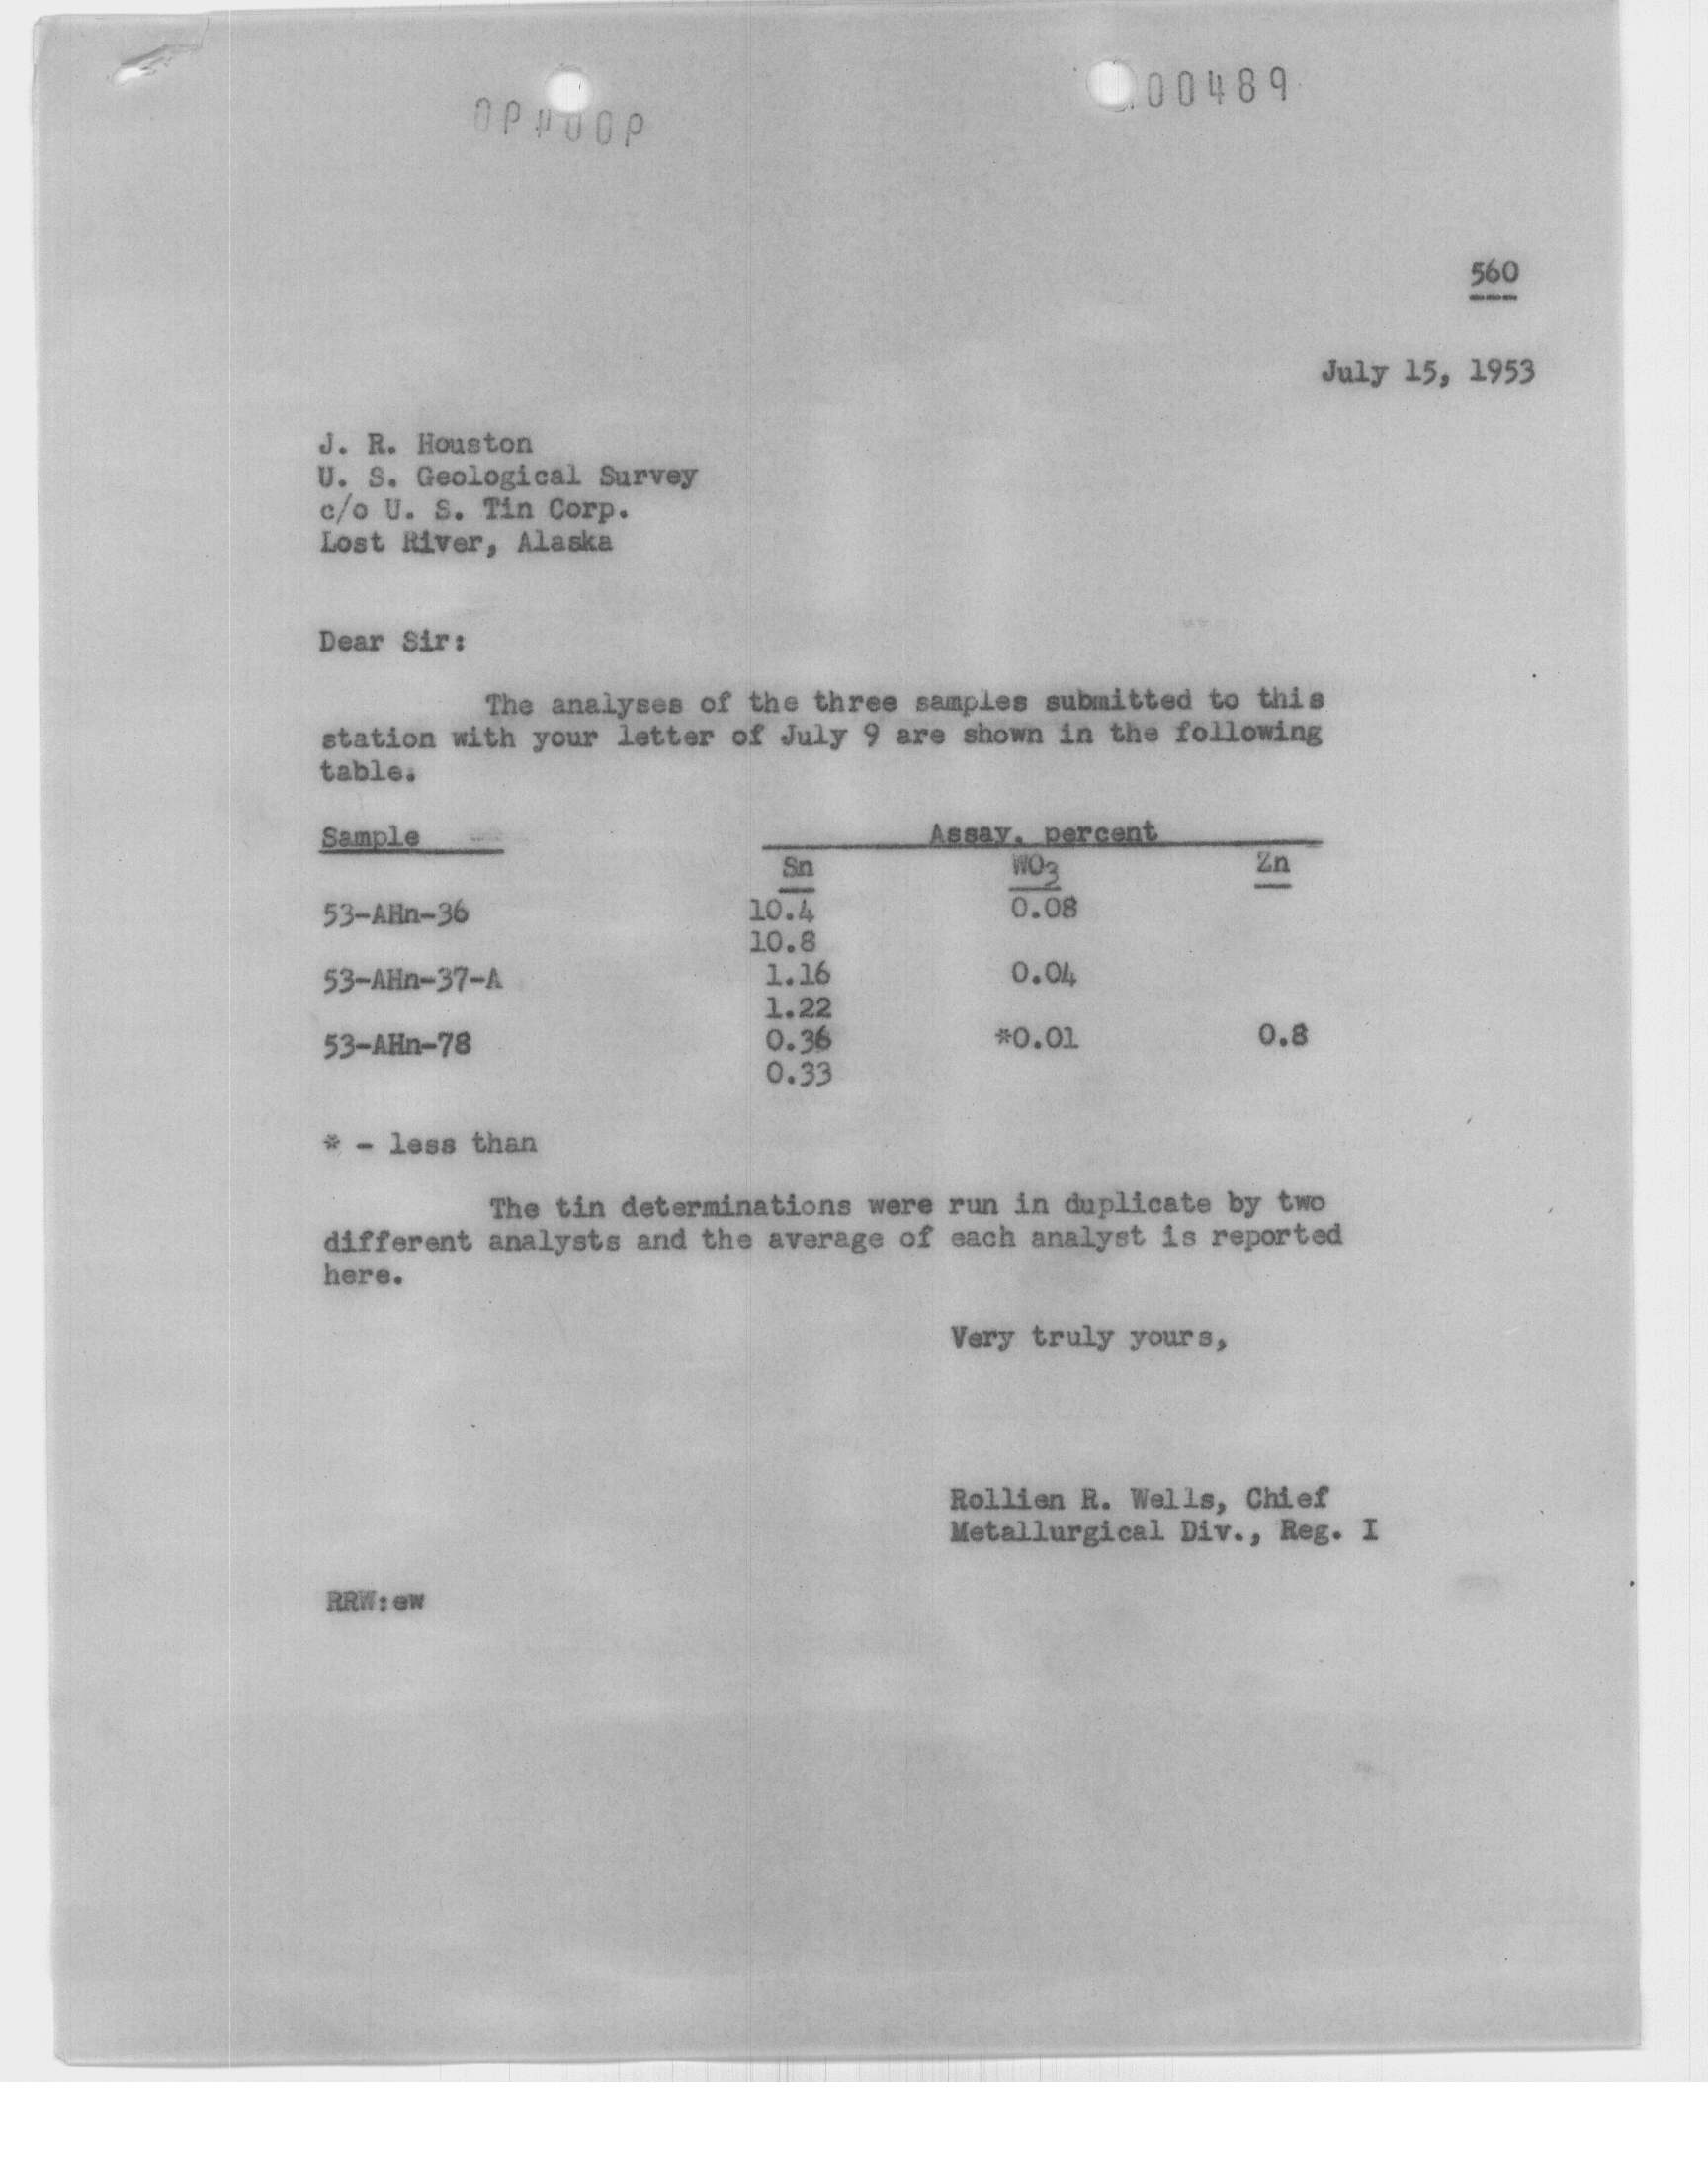 00489
560
July 15, 1953
J. R. Houston
U. S. Geological Survey
c/o U. S. Tin Corp.
Lost River, Alaska
Dear Sir:
The analyses of the three samples submitted to this
station with your letter of July 9 are shown in the following
table.
Sample Assay, percent
Sn WO3 Zn
53-AHn-36 10.4 0.08
10.8
53-AHn-37-A 1.16 0.04
1.22
53-AHn-78 0.36 *0.01 0.8
0.33
* - less than
The tin determinations were run in duplicate by two
different analysts and the average of each analyst is reported
here.
Very truly yours,
Rollien R. Wells, Chief
Metallurgical Div., Reg. I
RRW:ew